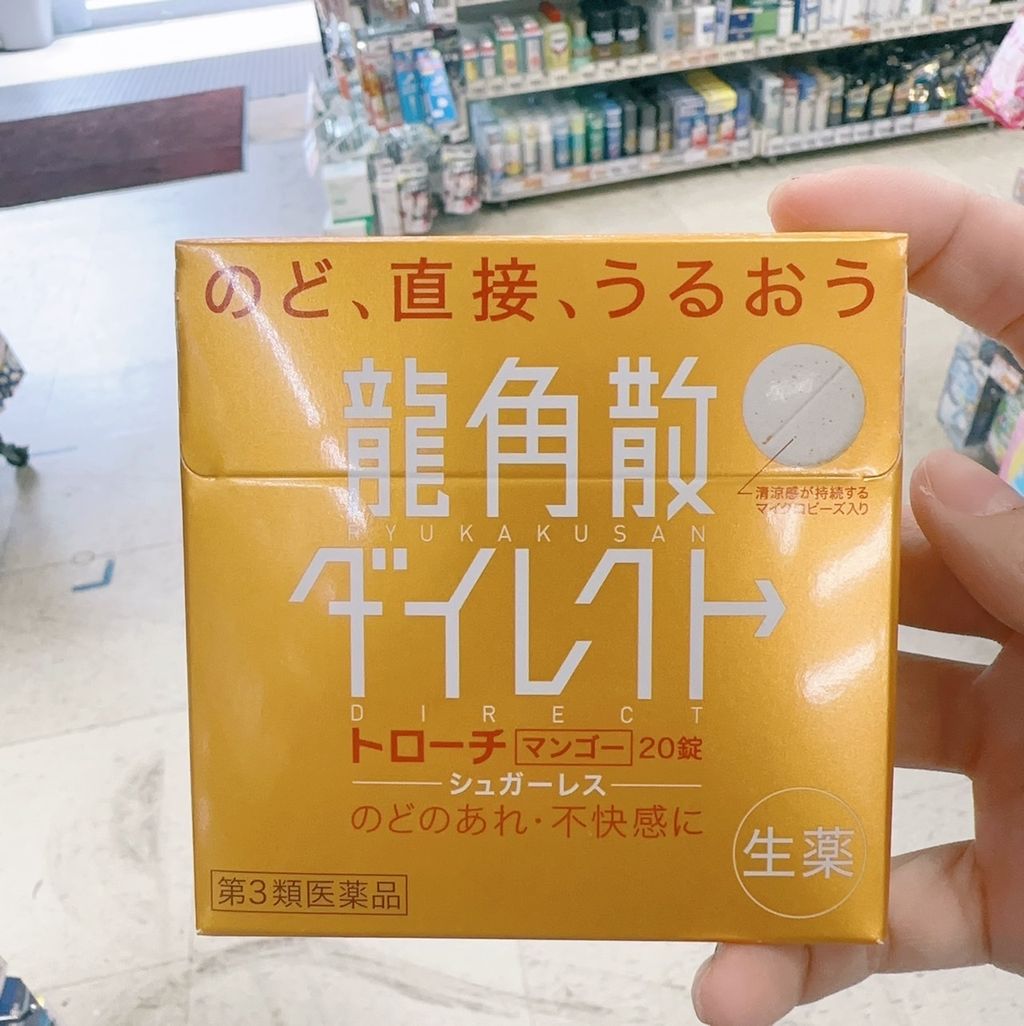 のど、直接、うるおう
龍角散
清涼感が持続する
マイクロビーズ入り
RYUKAKUSAN
ダイレクト
DIRECT
トローチ マンゴー 20錠
シュガーレス
のどのあれ・不快感に
生薬
第3類医薬品